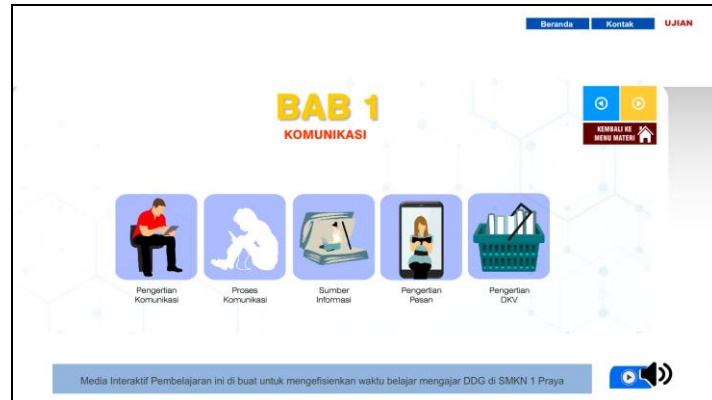 Beranda
Kontak
UJIAN
BAB 1
KOMUNIKASI
KEMBALI KE
MENU MATERI
Pengertian
Komunikasi
Proses
Komunikasi
Sumber
Informasi
Pengertian
Pesan
Pengertian
DKV
Media Interaktif Pembelajaran ini di buat untuk mengefisienkan waktu belajar mengajar DDG di SMKN 1 Praya